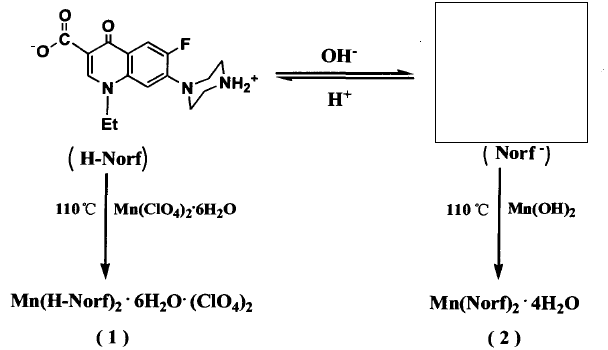 O
C
⁻O
O
F
N
N
NH₂⁺
Et
(H-Norf)
OH⁻
H⁺
(Norf⁻)
110℃ Mn(ClO₄)₂·6H₂O
110℃ Mn(OH)₂
Mn(H-Norf)₂·6H₂O·(ClO₄)₂
(1)
Mn(Norf)₂·4H₂O
(2)